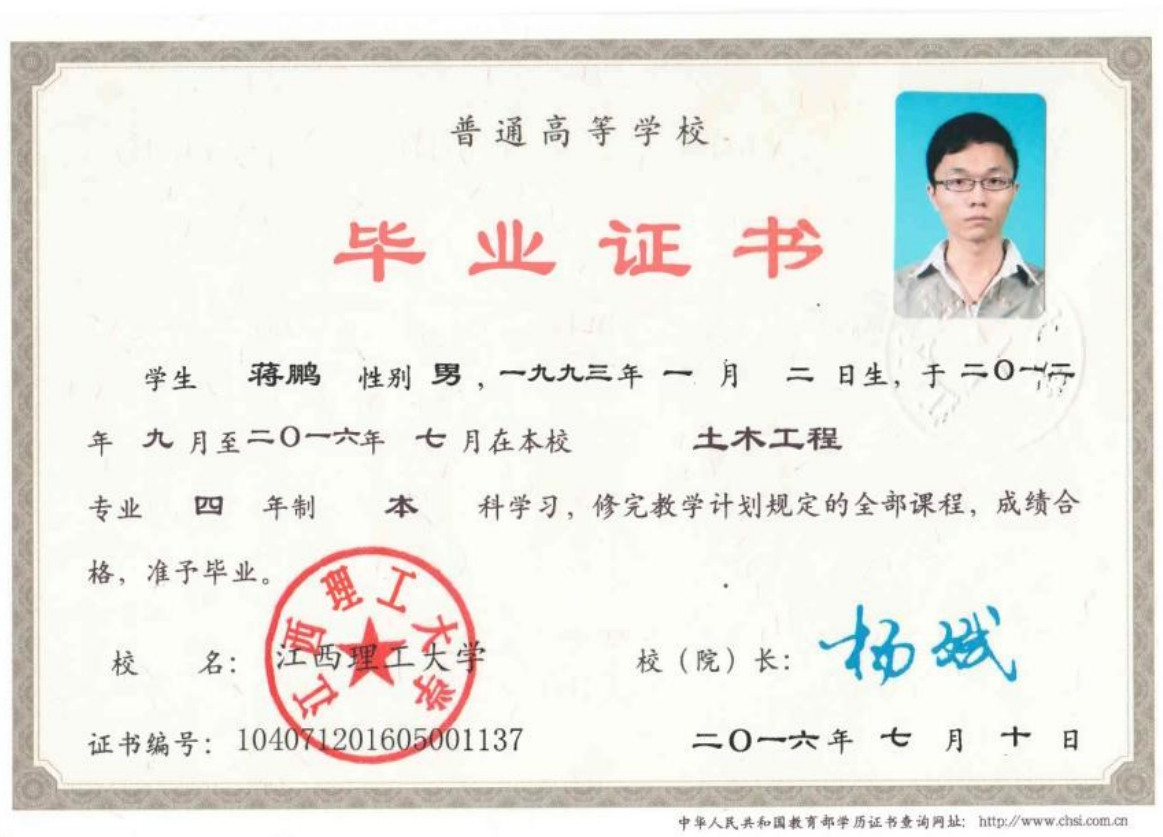 普通高等学校
毕业证书
学生 蒋鹏 性别 男，一九九三年 一 月 二 日生，于 二〇一二
年 九 月至二〇一六年 七 月在本校 土木工程
专业 四 年制 本 科学习，修完教学计划规定的全部课程，成绩合
格，准予毕业。
江西理工大学
校 名：江西理工大学 校（院）长：杨斌
证书编号：104071201605001137 二〇一六年 七 月 十 日
中华人民共和国教育部学历证书查询网址：http://www.chsi.com.cn